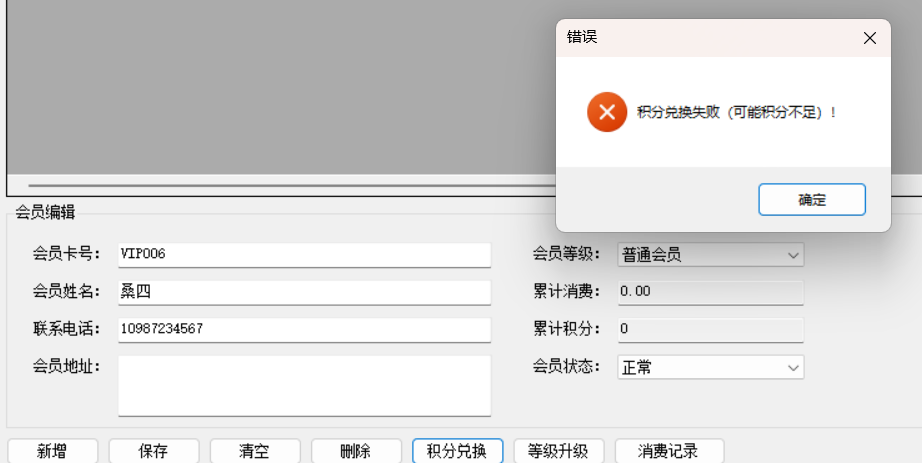 错误
积分兑换失败（可能积分不足）！
确定
会员编辑
会员卡号： VIP006 会员等级： 普通会员
会员姓名： 桑四 累计消费： 0.00
联系电话： 10987234567 累计积分： 0
会员地址： 会员状态： 正常
新增 保存 清空 删除 积分兑换 等级升级 消费记录